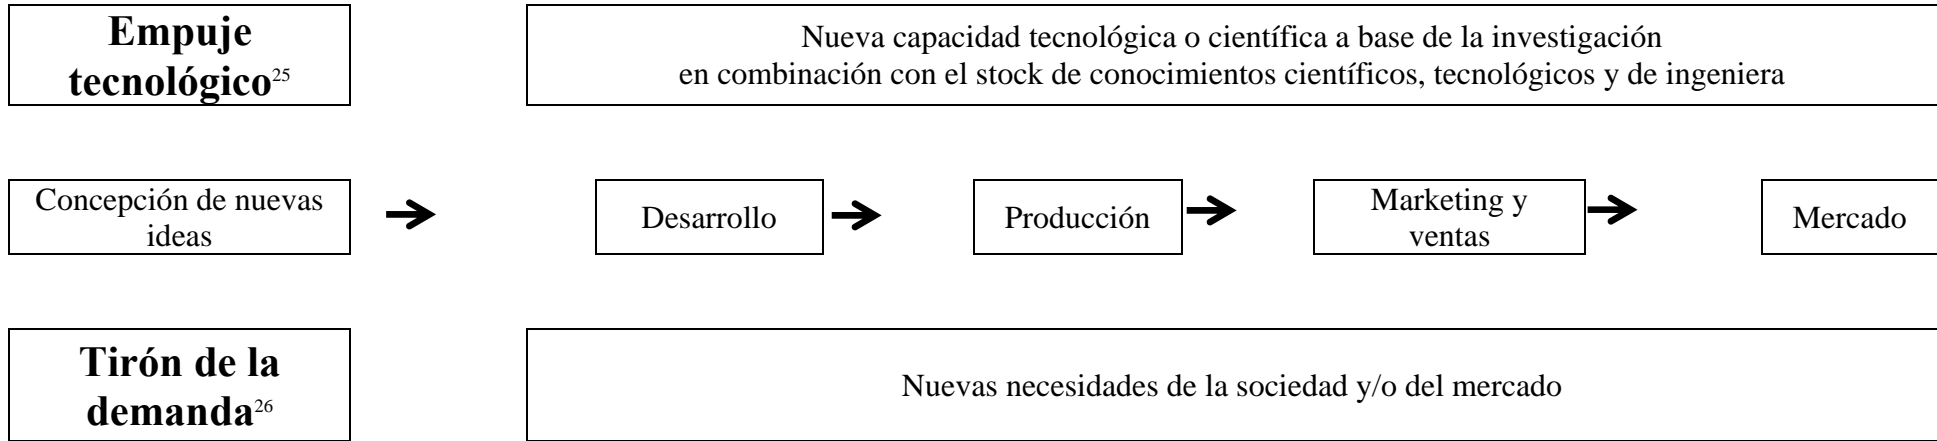 Empuje
tecnológico25
Nueva capacidad tecnológica o científica a base de la investigación
en combinación con el stock de conocimientos científicos, tecnológicos y de ingeniera
Concepción de nuevas
ideas
Desarrollo
Producción
Marketing y
ventas
Mercado
Tirón de la
demanda26
Nuevas necesidades de la sociedad y/o del mercado